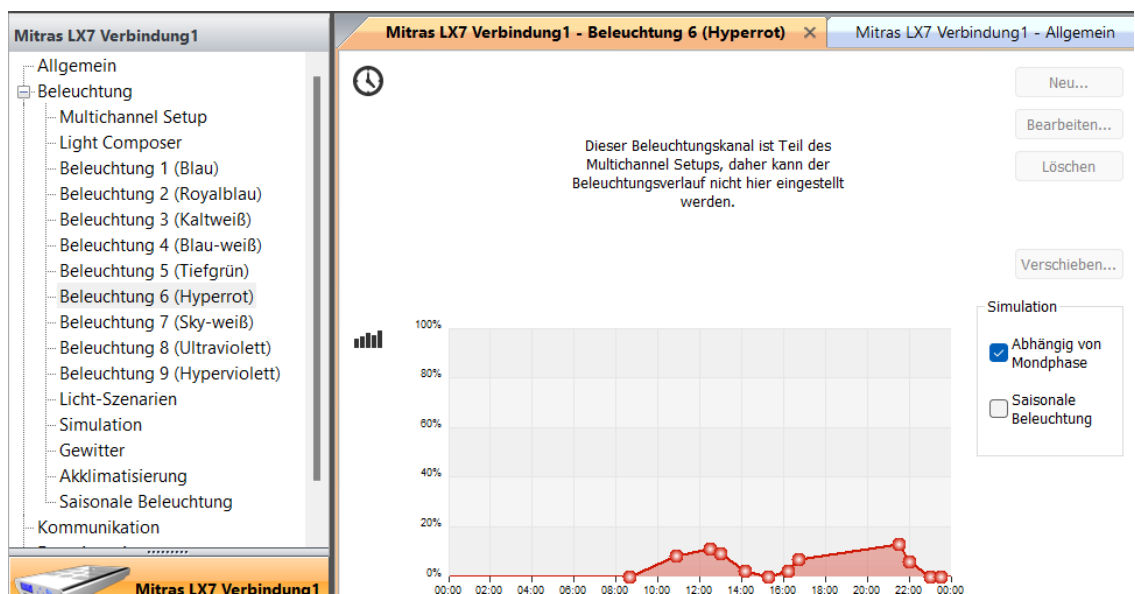 Mitras LX7 Verbindung1
Allgemein
Beleuchtung
Multichannel Setup
Light Composer
Beleuchtung 1 (Blau)
Beleuchtung 2 (Royalblau)
Beleuchtung 3 (Kaltweiß)
Beleuchtung 4 (Blau-weiß)
Beleuchtung 5 (Tiefgrün)
Beleuchtung 6 (Hyperrot)
Beleuchtung 7 (Sky-weiß)
Beleuchtung 8 (Ultraviolett)
Beleuchtung 9 (Hyperviolett)
Licht-Szenarien
Simulation
Gewitter
Akklimatisierung
Saisonale Beleuchtung
Kommunikation
Mitras LX7 Verbindung1
Mitras LX7 Verbindung1 - Beleuchtung 6 (Hyperrot)
Mitras LX7 Verbindung1 - Allgemein
Dieser Beleuchtungskanal ist Teil des
Multichannel Setups, daher kann der
Beleuchtungsverlauf nicht hier eingestellt
werden.
Neu...
Bearbeiten...
Löschen
Verschieben...
Simulation
Abhängig von
Mondphase
Saisonale
Beleuchtung
100%
80%
60%
40%
20%
0%
00:00 02:00 04:00 06:00 08:00 10:00 12:00 14:00 16:00 18:00 20:00 22:00 00:00